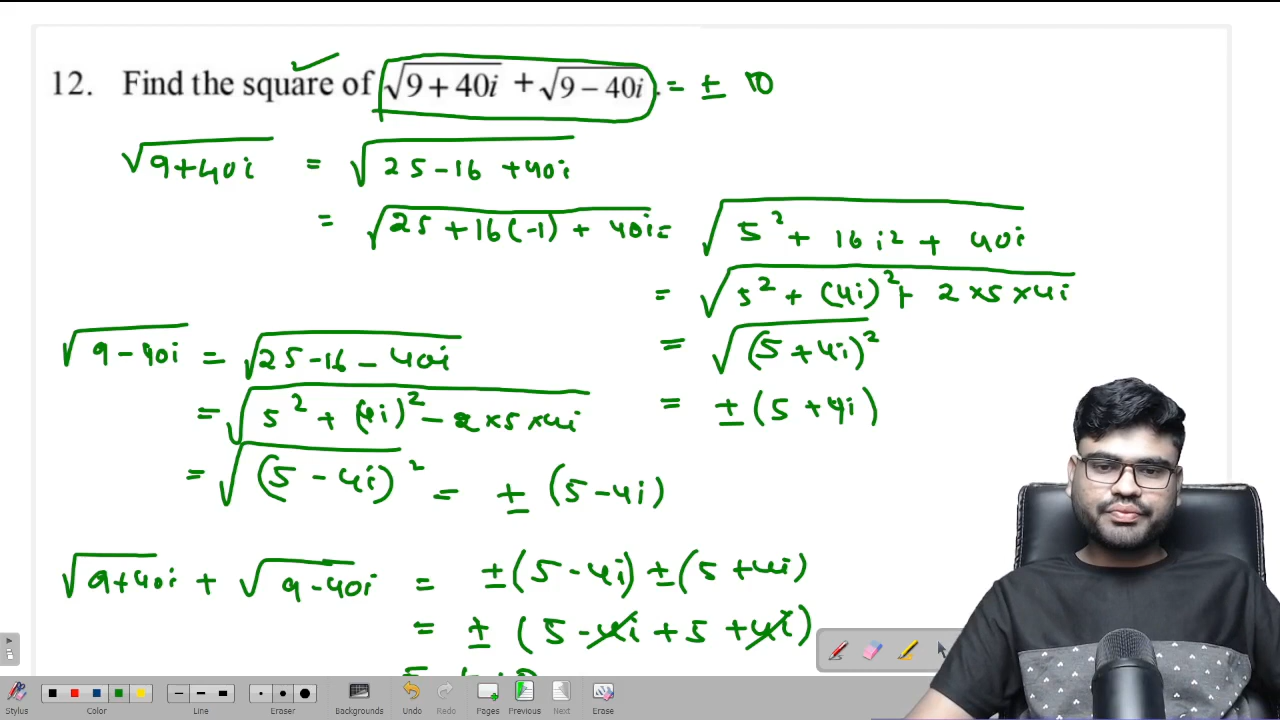 12. Find the square of √9 + 40i + √9 – 40i . = ± 10
√9+40i = √25-16 +40i
= √25 +16(-1) + 40i = √5² + 16i² + 40i
= √5² + (4i)² + 2×5×4i
= √(5+4i)²
= ±(5+4i)
√9-40i = √25-16-40i
= √5² + (4i)² - 2×5×4i
= √(5-4i)² = ± (5-4i)
√9+40i + √9-40i = ±(5-4i) ±(5+4i)
= ± (5-4i+5+4i)
Stylus Color Line Eraser Backgrounds Undo Redo Pages Previous Next Erase